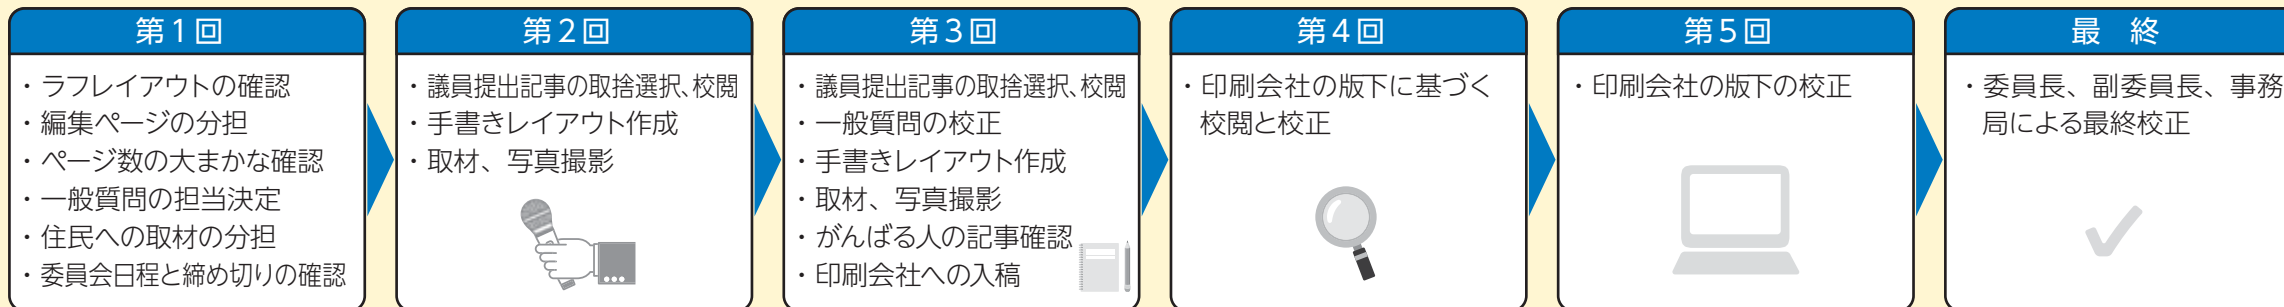 第1回
・ラフレイアウトの確認
・編集ページの分担
・ページ数の大まかな確認
・一般質問の担当決定
・住民への取材の分担
・委員会日程と締め切りの確認
第2回
・議員提出記事の取捨選択、校閲
・手書きレイアウト作成
・取材、写真撮影
第3回
・議員提出記事の取捨選択、校閲
・一般質問の校正
・手書きレイアウト作成
・取材、写真撮影
・がんばる人の記事確認
・印刷会社への入稿
第4回
・印刷会社の版下に基づく
校閲と校正
第5回
・印刷会社の版下の校正
最 終
・委員長、副委員長、事務
局による最終校正